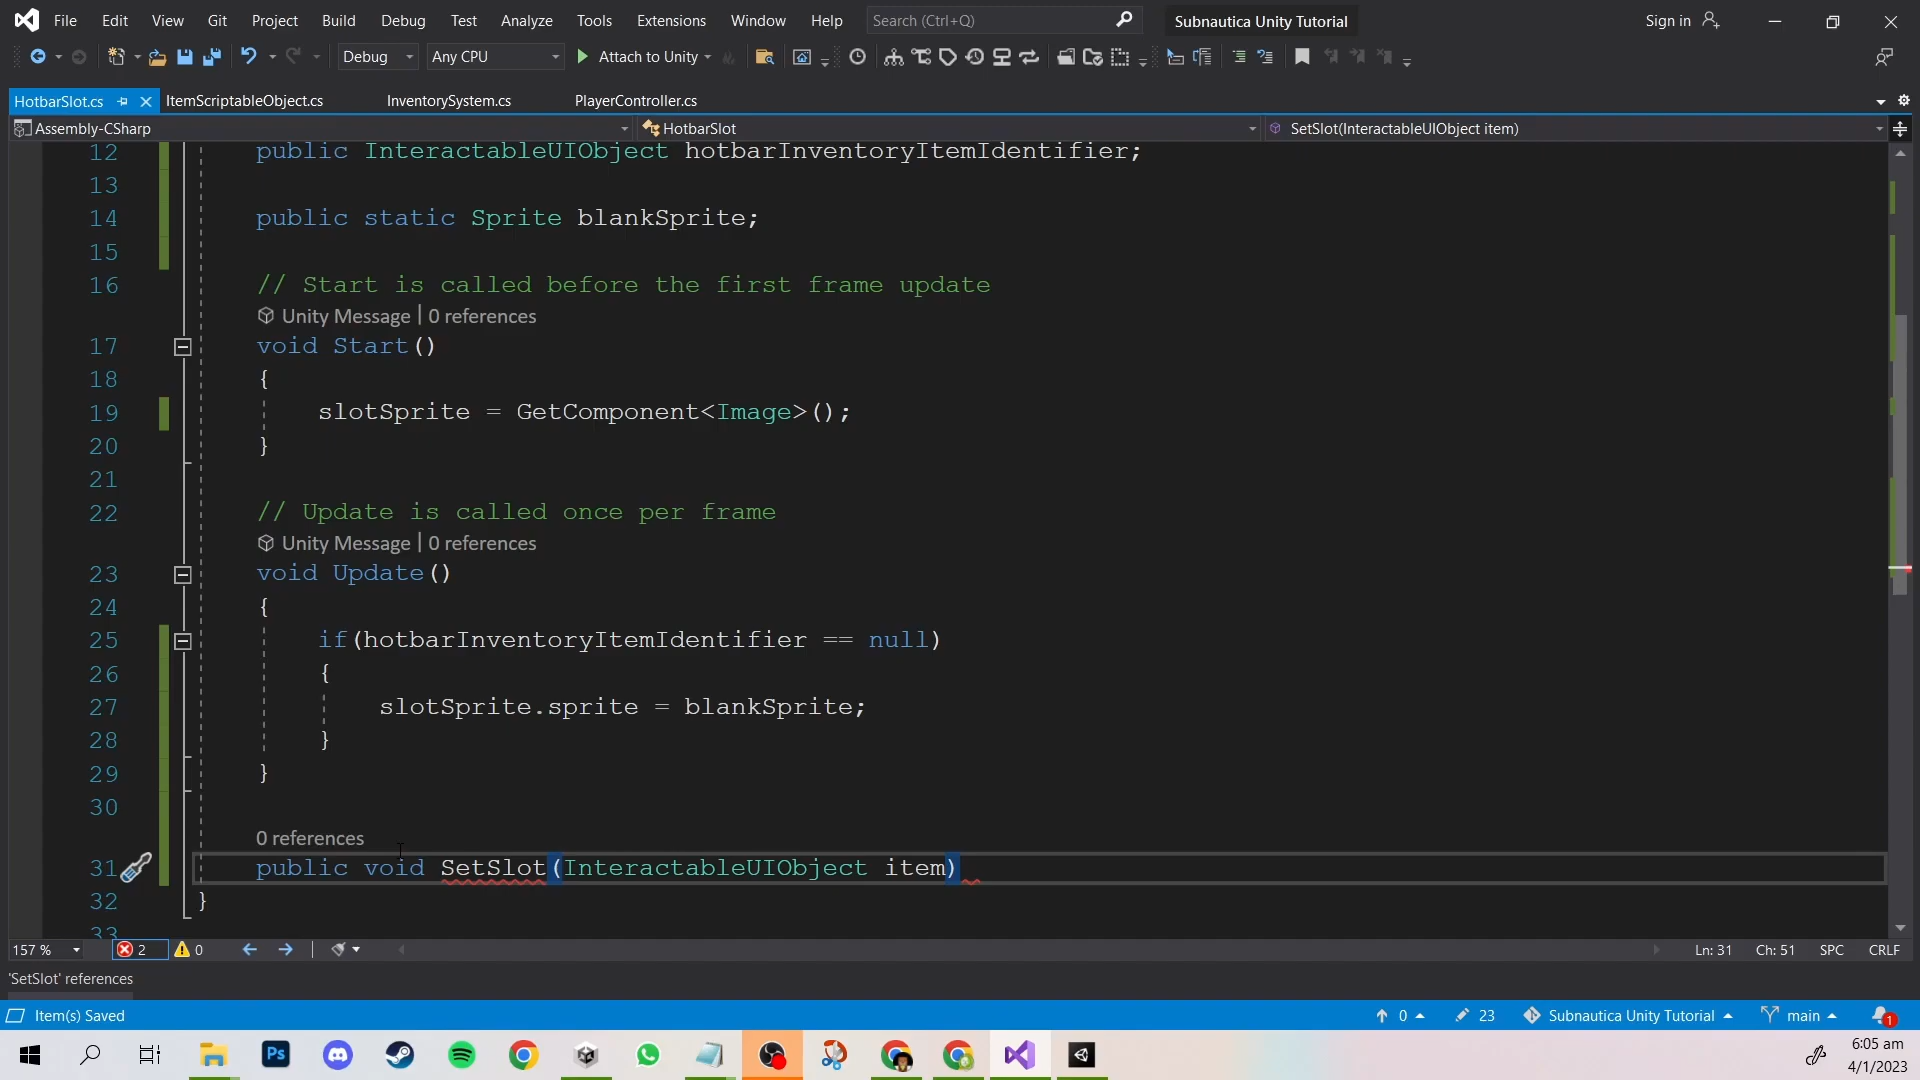 File Edit View Git Project Build Debug Test Analyze Tools Extensions Window Help Search (Ctrl+Q) Subnautica Unity Tutorial Sign in
Debug Any CPU Attach to Unity
HotbarSlot.cs ItemScriptableObject.cs InventorySystem.cs PlayerController.cs
Assembly-CSharp HotbarSlot SetSlot(InteractableUIObject item)
12 public InteractableUIObject hotbarInventoryItemIdentifier;
13
14 public static Sprite blankSprite;
15
16 // Start is called before the first frame update
Unity Message | 0 references
17 void Start()
18 {
19 slotSprite = GetComponent<Image>();
20 }
21
22 // Update is called once per frame
Unity Message | 0 references
23 void Update()
24 {
25 if(hotbarInventoryItemIdentifier == null)
26 {
27 slotSprite.sprite = blankSprite;
28 }
29 }
30
0 references
31 public void SetSlot(InteractableUIObject item)
32 }
33
157 % 2 0 Ln: 31 Ch: 51 SPC CRLF
'SetSlot' references
Item(s) Saved 0 23 Subnautica Unity Tutorial main 1
Ps 6:05 am
4/1/2023